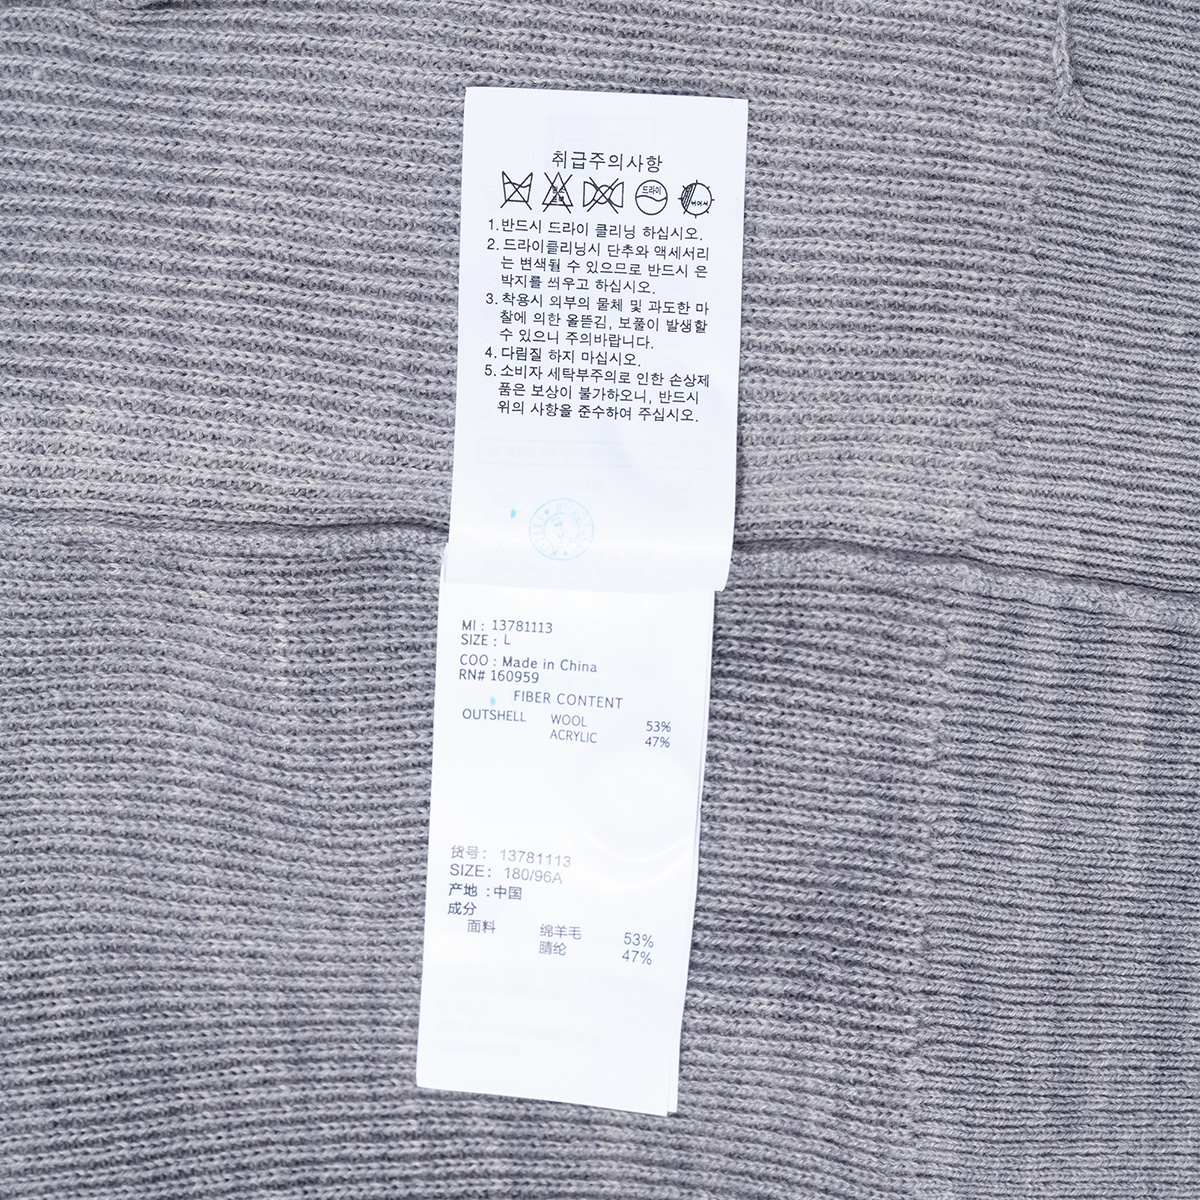 취급주의사항
드라이
1.반드시 드라이 클리닝 하십시오.
2. 드라이클리닝시 단추와 액세서리
는 변색될 수 있으므로 반드시 은
박지를 씌우고 하십시오.
3. 착용시 외부의 물체 및 과도한 마
찰에 의한 올뜯김, 보풀이 발생할
수 있으니 주의바랍니다.
4. 다림질 하지 마십시오.
5. 소비자 세탁부주의로 인한 손상제
품은 보상이 불가하오니, 반드시
위의 사항을 준수하여 주십시오.
MI : 13781113
SIZE : L
COO : Made in China
RN# 160959
FIBER CONTENT
OUTSHELL WOOL 53%
ACRYLIC 47%
货号: 13781113
SIZE: 180/96A
产地 :中国
成分
面料 绵羊毛 53%
腈纶 47%